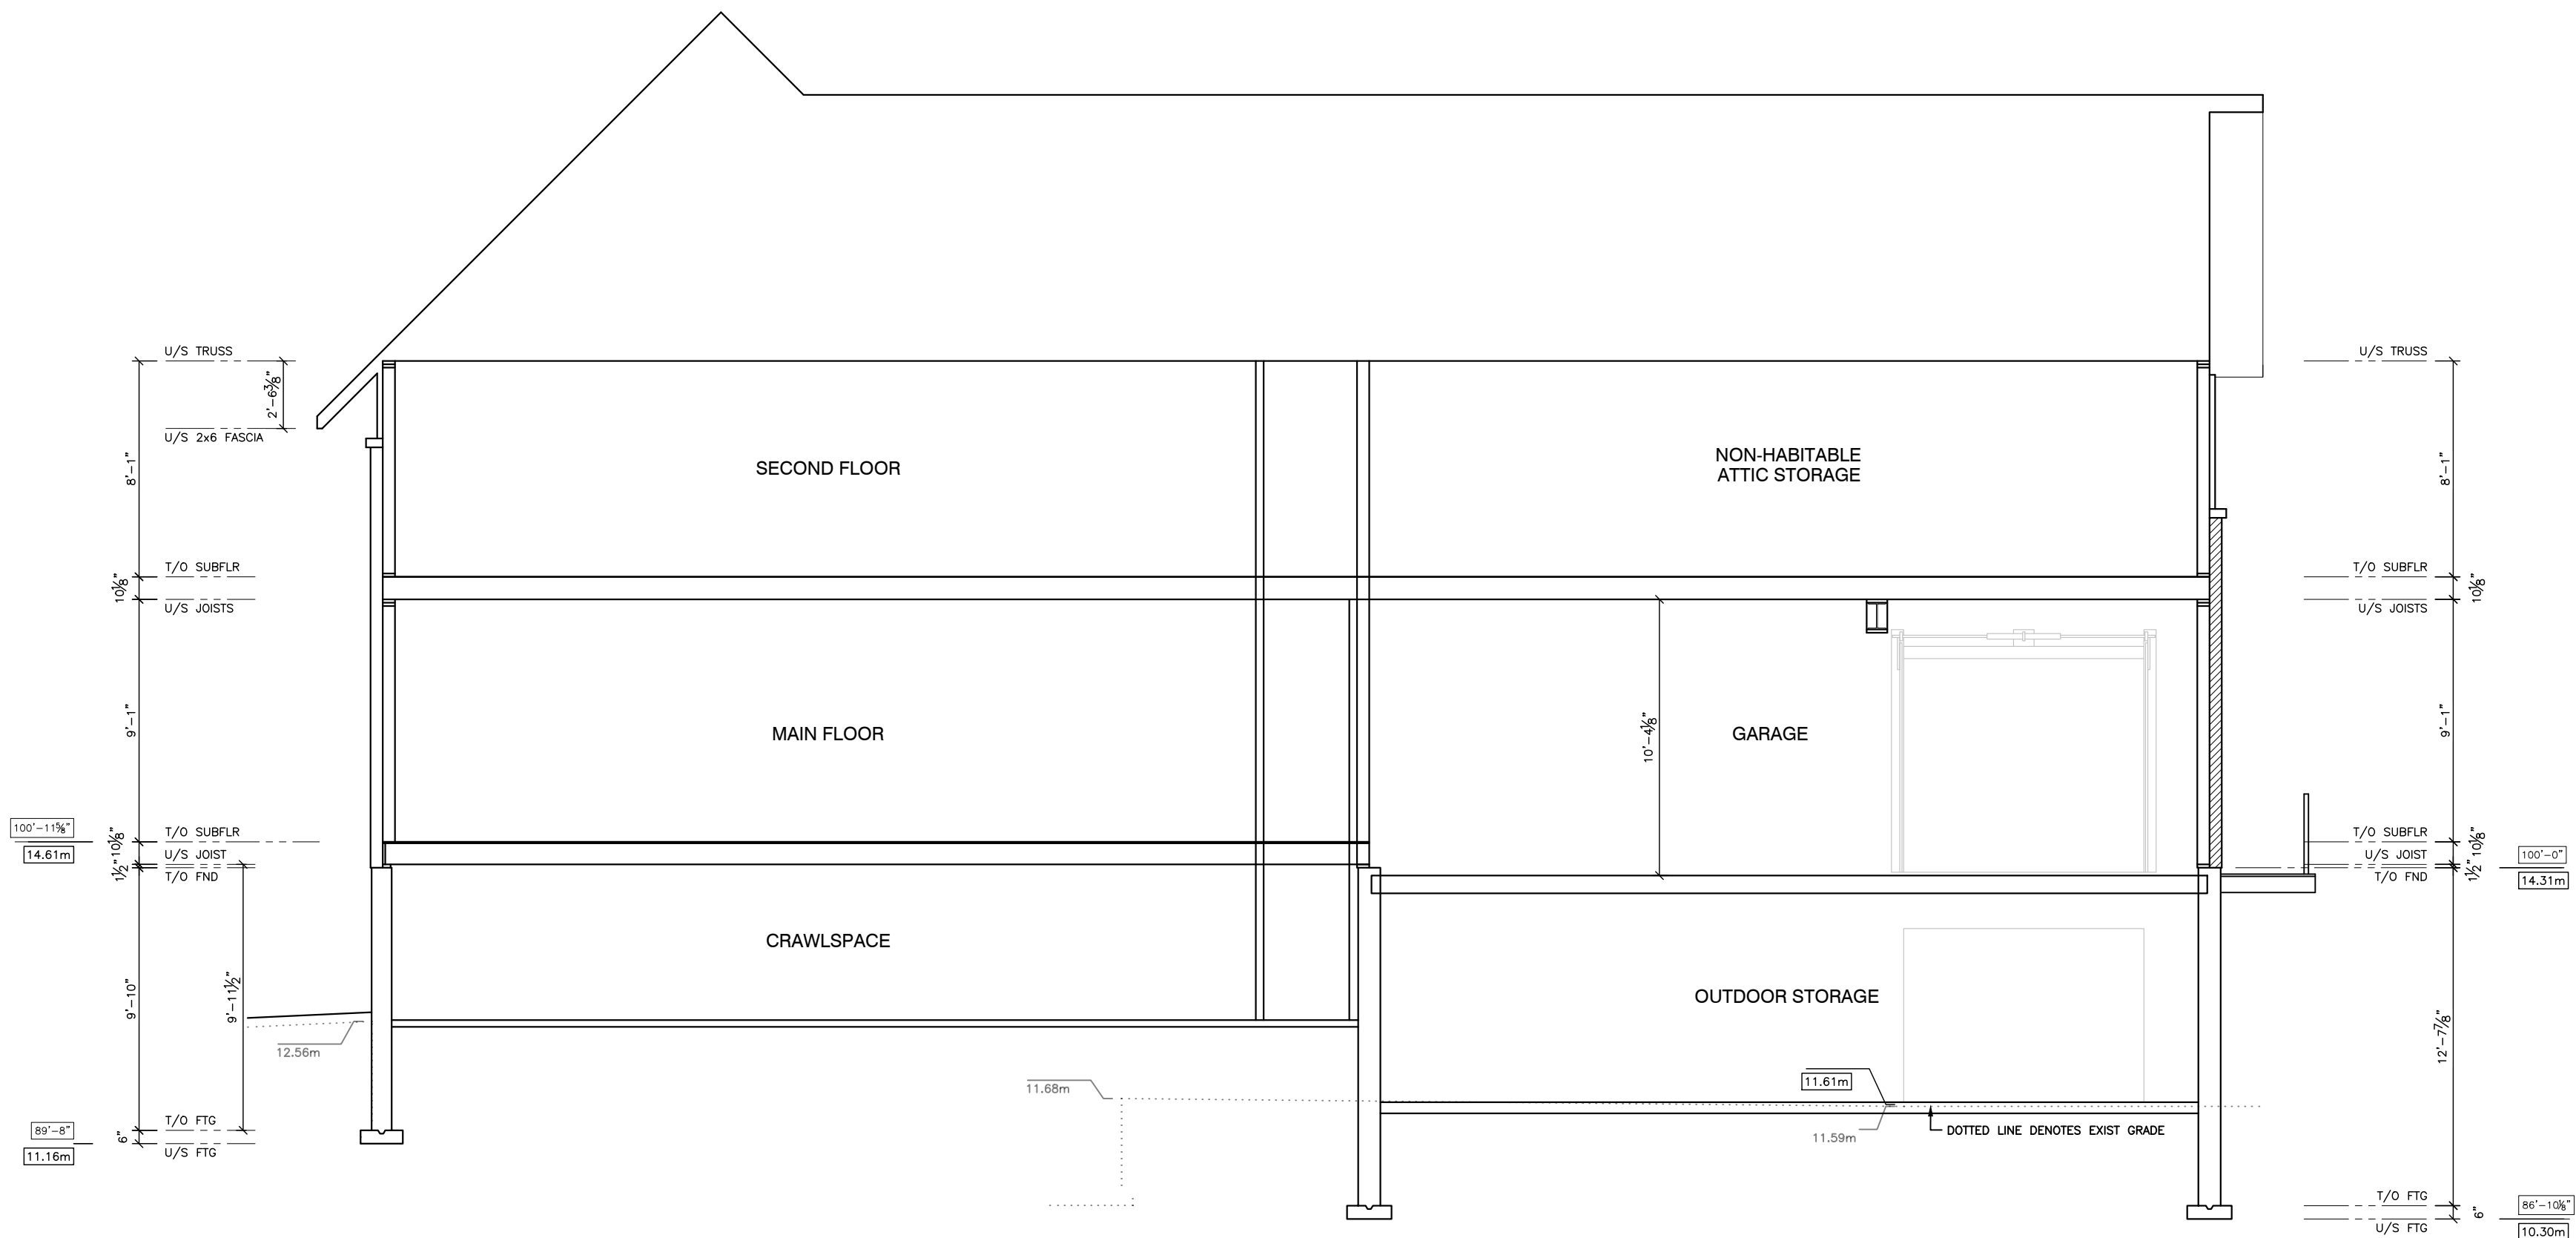 U/S TRUSS
2'-6⅜"
U/S 2x6 FASCIA
8'-1"
T/O SUBFLR
10⅛"
U/S JOISTS
9'-1"
100'-11⅝"
14.61m
T/O SUBFLR
10⅛"
U/S JOIST
1½"
T/O FND
9'-10"
9'-11½"
12.56m
T/O FTG
89'-8"
11.16m
6"
U/S FTG
SECOND FLOOR
NON-HABITABLE
ATTIC STORAGE
MAIN FLOOR
10'-4⅛"
GARAGE
CRAWLSPACE
OUTDOOR STORAGE
11.68m
11.61m
11.59m
DOTTED LINE DENOTES EXIST GRADE
U/S TRUSS
8'-1"
T/O SUBFLR
10⅛"
U/S JOISTS
9'-1"
T/O SUBFLR
10⅛"
U/S JOIST
1½"
T/O FND
100'-0"
14.31m
12'-7⅞"
T/O FTG
86'-10⅛"
6"
U/S FTG
10.30m